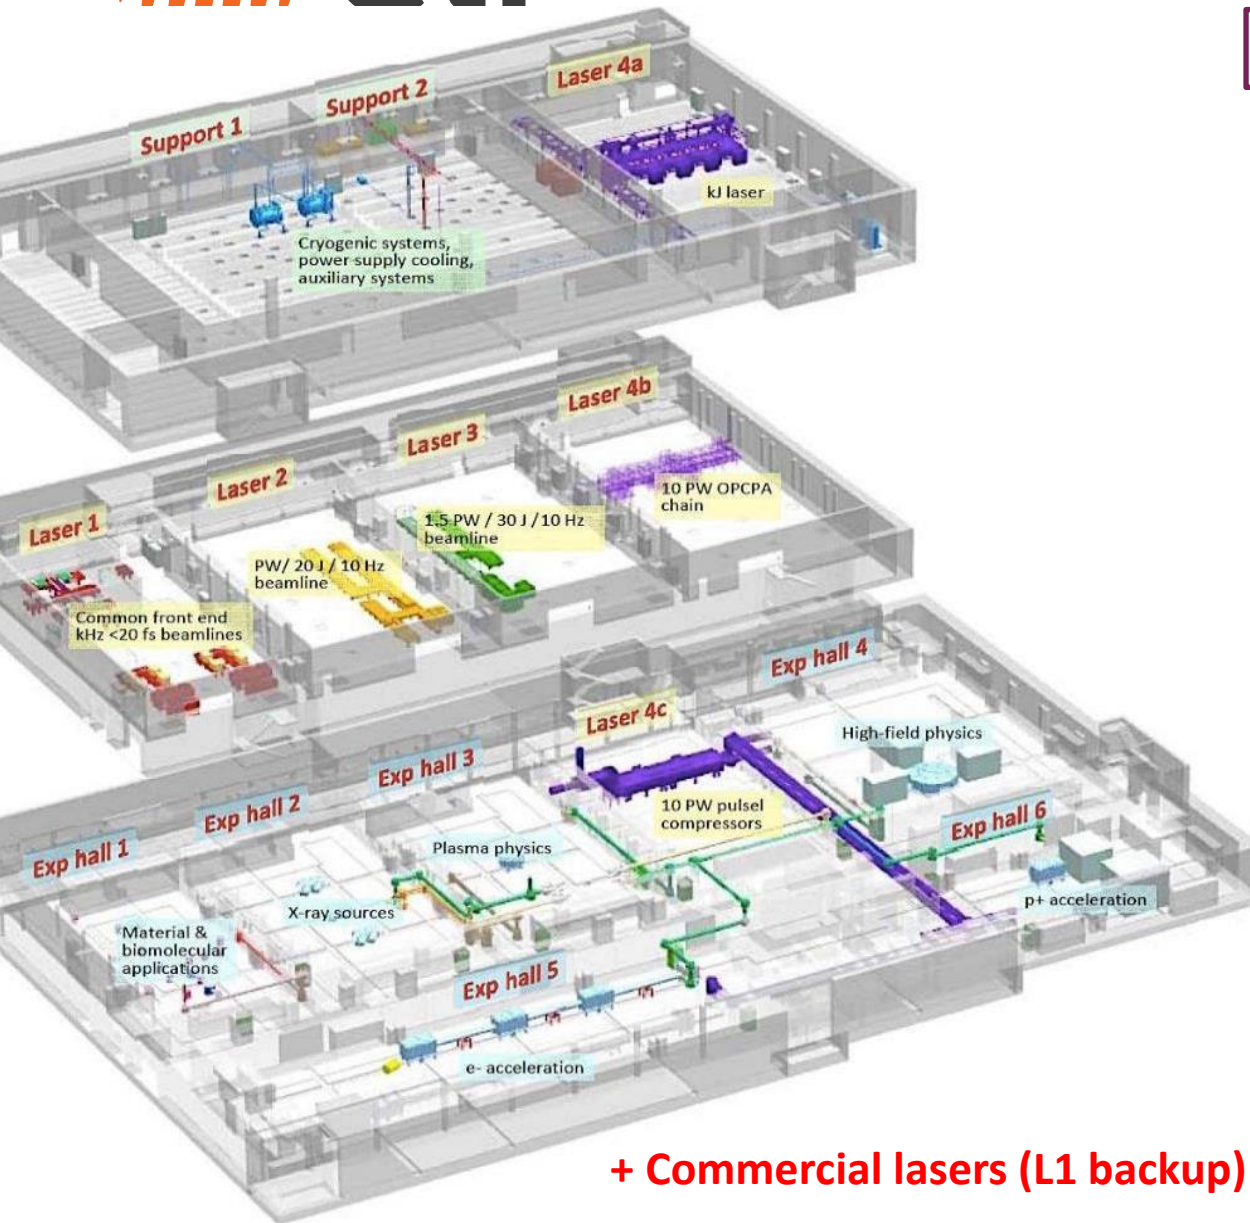 Laser 4a
Support 2
Support 1
kJ laser
Cryogenic systems,
power supply cooling,
auxiliary systems
Laser 4b
Laser 3
Laser 2
Laser 1
10 PW OPCPA
chain
1.5 PW / 30 J /10 Hz
beamline
PW/ 20 J / 10 Hz
beamline
Common front end
kHz <20 fs beamlines
Exp hall 4
Laser 4c
Exp hall 3
Exp hall 2
Exp hall 1
High-field physics
10 PW pulsel
compressors
Exp hall 6
Plasma physics
X-ray sources
p+ acceleration
Material &
biomolecular
applications
Exp hall 5
e- acceleration
+ Commercial lasers (L1 backup)